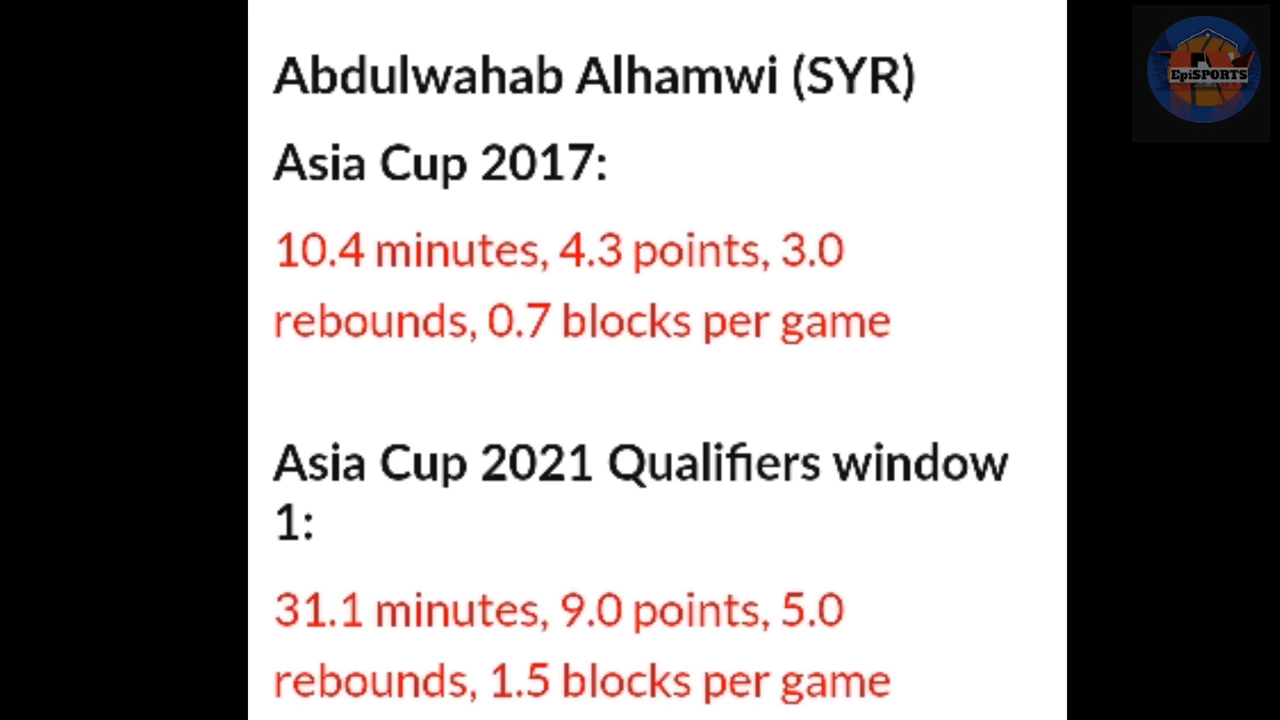 Abdulwahab Alhamwi (SYR)
Asia Cup 2017:
10.4 minutes, 4.3 points, 3.0
rebounds, 0.7 blocks per game
Asia Cup 2021 Qualifiers window
1:
31.1 minutes, 9.0 points, 5.0
rebounds, 1.5 blocks per game
EpiSPORTS